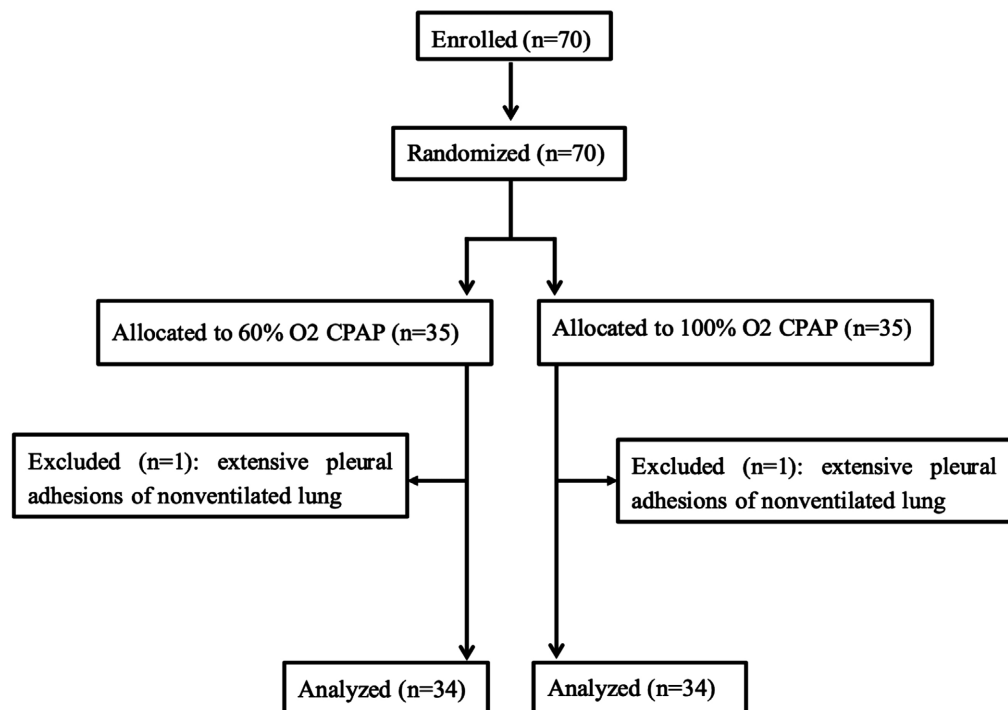 Enrolled (n=70)
Randomized (n=70)
Allocated to 60% O2 CPAP (n=35)
Allocated to 100% O2 CPAP (n=35)
Excluded (n=1): extensive pleural
adhesions of nonventilated lung
Excluded (n=1): extensive pleural
adhesions of nonventilated lung
Analyzed (n=34)
Analyzed (n=34)